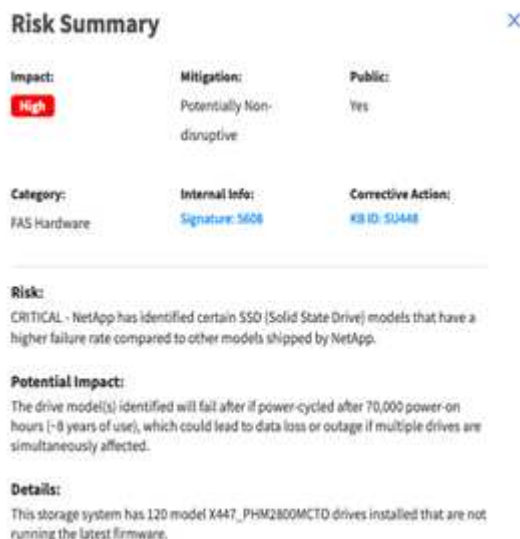 Risk Summary
Impact: Mitigation: Public:
High Potentially Non- Yes
disruptive
Category: Internal Info: Corrective Action:
FAS Hardware Signature: 5608 KB ID: SU448
Risk:
CRITICAL - NetApp has identified certain SSD (Solid State Drive) models that have a
higher failure rate compared to other models shipped by NetApp.
Potential Impact:
The drive model(s) identified will fail after if power-cycled after 70,000 power-on
hours (~8 years of use), which could lead to data loss or outage if multiple drives are
simultaneously affected.
Details:
This storage system has 120 model X447_PHM2800MCTO drives installed that are not
running the latest firmware.